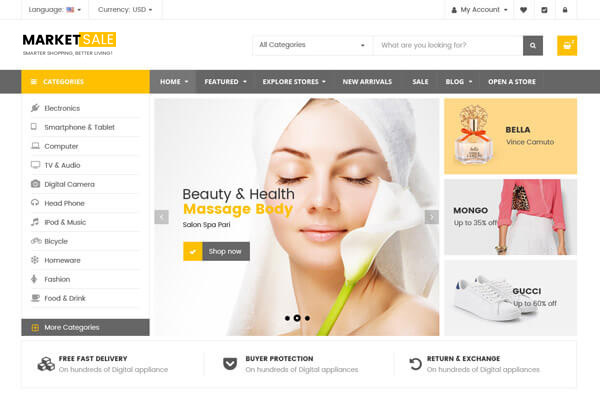 Language:
Currency: USD
My Account
MARKETSALE
SMARTER SHOPPING, BETTER LIVING!
All Categories
What are you looking for?
CATEGORIES
HOME
FEATURED
EXPLORE STORES
NEW ARRIVALS
SALE
BLOG
OPEN A STORE
Electronics
Smartphone & Tablet
Computer
TV & Audio
Digital Camera
Head Phone
IPod & Music
Bicycle
Homeware
Fashion
Food & Drink
More Categories
Beauty & Health
Massage Body
Salon Spa Pari
Shop now
BELLA
Vince Camuto
MONGO
Up to 35% off
GUCCI
Up to 60% off
FREE FAST DELIVERY
On hundreds of Digital appliance
BUYER PROTECTION
On hundreds of Digital appliances
RETURN & EXCHANGE
On hundreds of Digital appliances